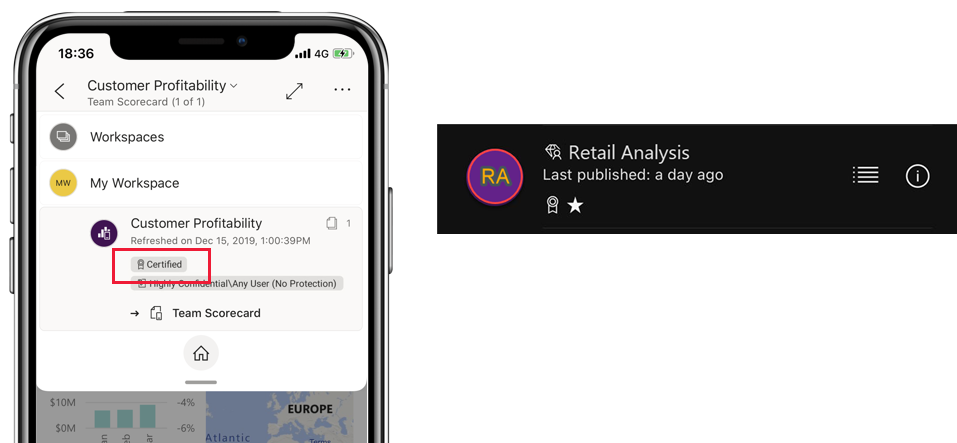 18:36
4G
Customer Profitability
Team Scorecard (1 of 1)
Workspaces
MW
My Workspace
Customer Profitability
1
Refreshed on Dec 15, 2019, 1:00:39PM
Certified
Highly Confidential\Any User (No Protection)
Team Scorecard
$10M
-4%
$0M
-6%
EUROPE
Atlantic
RA
Retail Analysis
Last published: a day ago